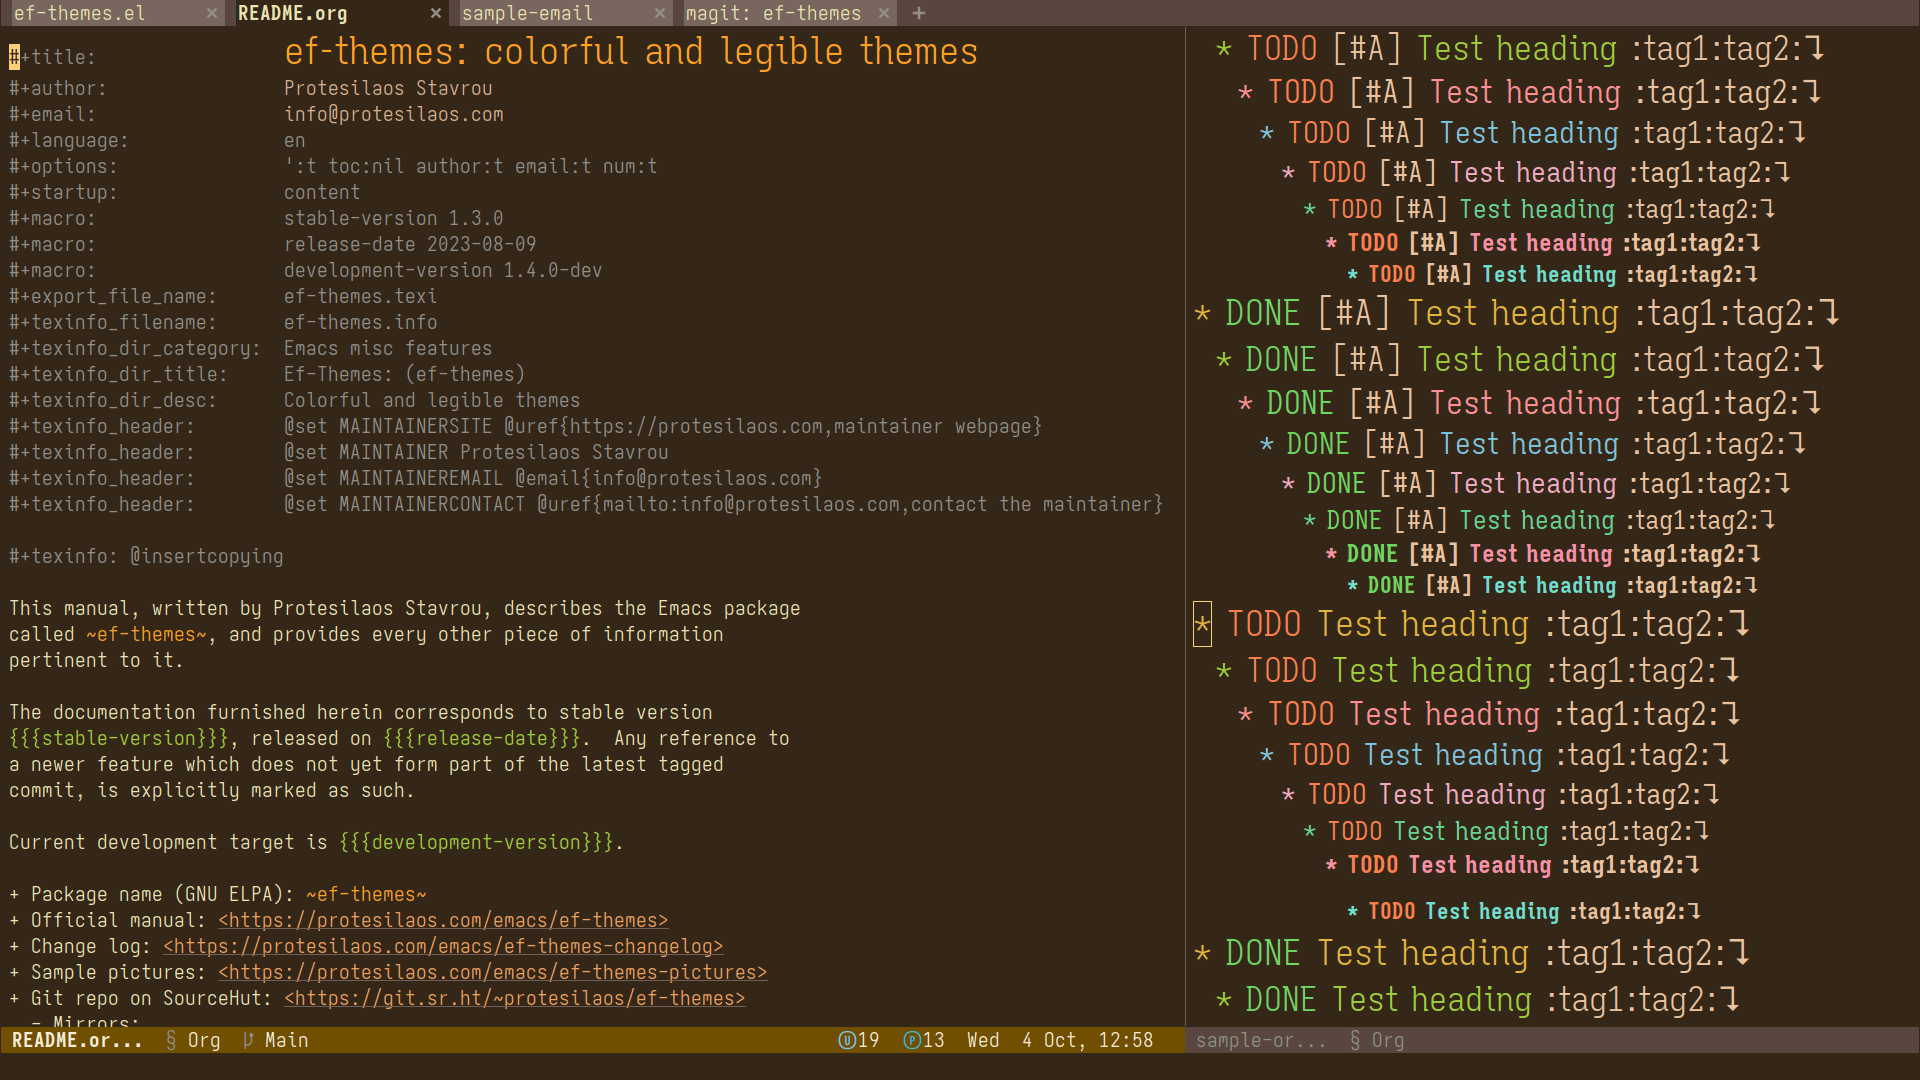 ef-themes.el × README.org × sample-email × magit: ef-themes × +
#+title: ef-themes: colorful and legible themes
#+author: Protesilaos Stavrou
#+email: info@protesilaos.com
#+language: en
#+options: ':t toc:nil author:t email:t num:t
#+startup: content
#+macro: stable-version 1.3.0
#+macro: release-date 2023-08-09
#+macro: development-version 1.4.0-dev
#+export_file_name: ef-themes.texi
#+texinfo_filename: ef-themes.info
#+texinfo_dir_category: Emacs misc features
#+texinfo_dir_title: Ef-Themes: (ef-themes)
#+texinfo_dir_desc: Colorful and legible themes
#+texinfo_header: @set MAINTAINERSITE @uref{https://protesilaos.com,maintainer webpage}
#+texinfo_header: @set MAINTAINER Protesilaos Stavrou
#+texinfo_header: @set MAINTAINEREMAIL @email{info@protesilaos.com}
#+texinfo_header: @set MAINTAINERCONTACT @uref{mailto:info@protesilaos.com,contact the maintainer}
#+texinfo: @insertcopying
This manual, written by Protesilaos Stavrou, describes the Emacs package
called ~ef-themes~, and provides every other piece of information
pertinent to it.
The documentation furnished herein corresponds to stable version
{{{stable-version}}}, released on {{{release-date}}}.  Any reference to
a newer feature which does not yet form part of the latest tagged
commit, is explicitly marked as such.
Current development target is {{{development-version}}}.
+ Package name (GNU ELPA): ~ef-themes~
+ Official manual: <https://protesilaos.com/emacs/ef-themes>
+ Change log: <https://protesilaos.com/emacs/ef-themes-changelog>
+ Sample pictures: <https://protesilaos.com/emacs/ef-themes-pictures>
+ Git repo on SourceHut: <https://git.sr.ht/~protesilaos/ef-themes>
- Mirrors:
README.or... § Org Main Ⓤ19 Ⓟ13 Wed 4 Oct, 12:58
* TODO [#A] Test heading :tag1:tag2:↴
* TODO [#A] Test heading :tag1:tag2:↴
* TODO [#A] Test heading :tag1:tag2:↴
* TODO [#A] Test heading :tag1:tag2:↴
* TODO [#A] Test heading :tag1:tag2:↴
* TODO [#A] Test heading :tag1:tag2:↴
* TODO [#A] Test heading :tag1:tag2:↴
* DONE [#A] Test heading :tag1:tag2:↴
* DONE [#A] Test heading :tag1:tag2:↴
* DONE [#A] Test heading :tag1:tag2:↴
* DONE [#A] Test heading :tag1:tag2:↴
* DONE [#A] Test heading :tag1:tag2:↴
* DONE [#A] Test heading :tag1:tag2:↴
* DONE [#A] Test heading :tag1:tag2:↴
* DONE [#A] Test heading :tag1:tag2:↴
* TODO Test heading :tag1:tag2:↴
* TODO Test heading :tag1:tag2:↴
* TODO Test heading :tag1:tag2:↴
* TODO Test heading :tag1:tag2:↴
* TODO Test heading :tag1:tag2:↴
* TODO Test heading :tag1:tag2:↴
* TODO Test heading :tag1:tag2:↴
* TODO Test heading :tag1:tag2:↴
* DONE Test heading :tag1:tag2:↴
* DONE Test heading :tag1:tag2:↴
sample-or... § Org